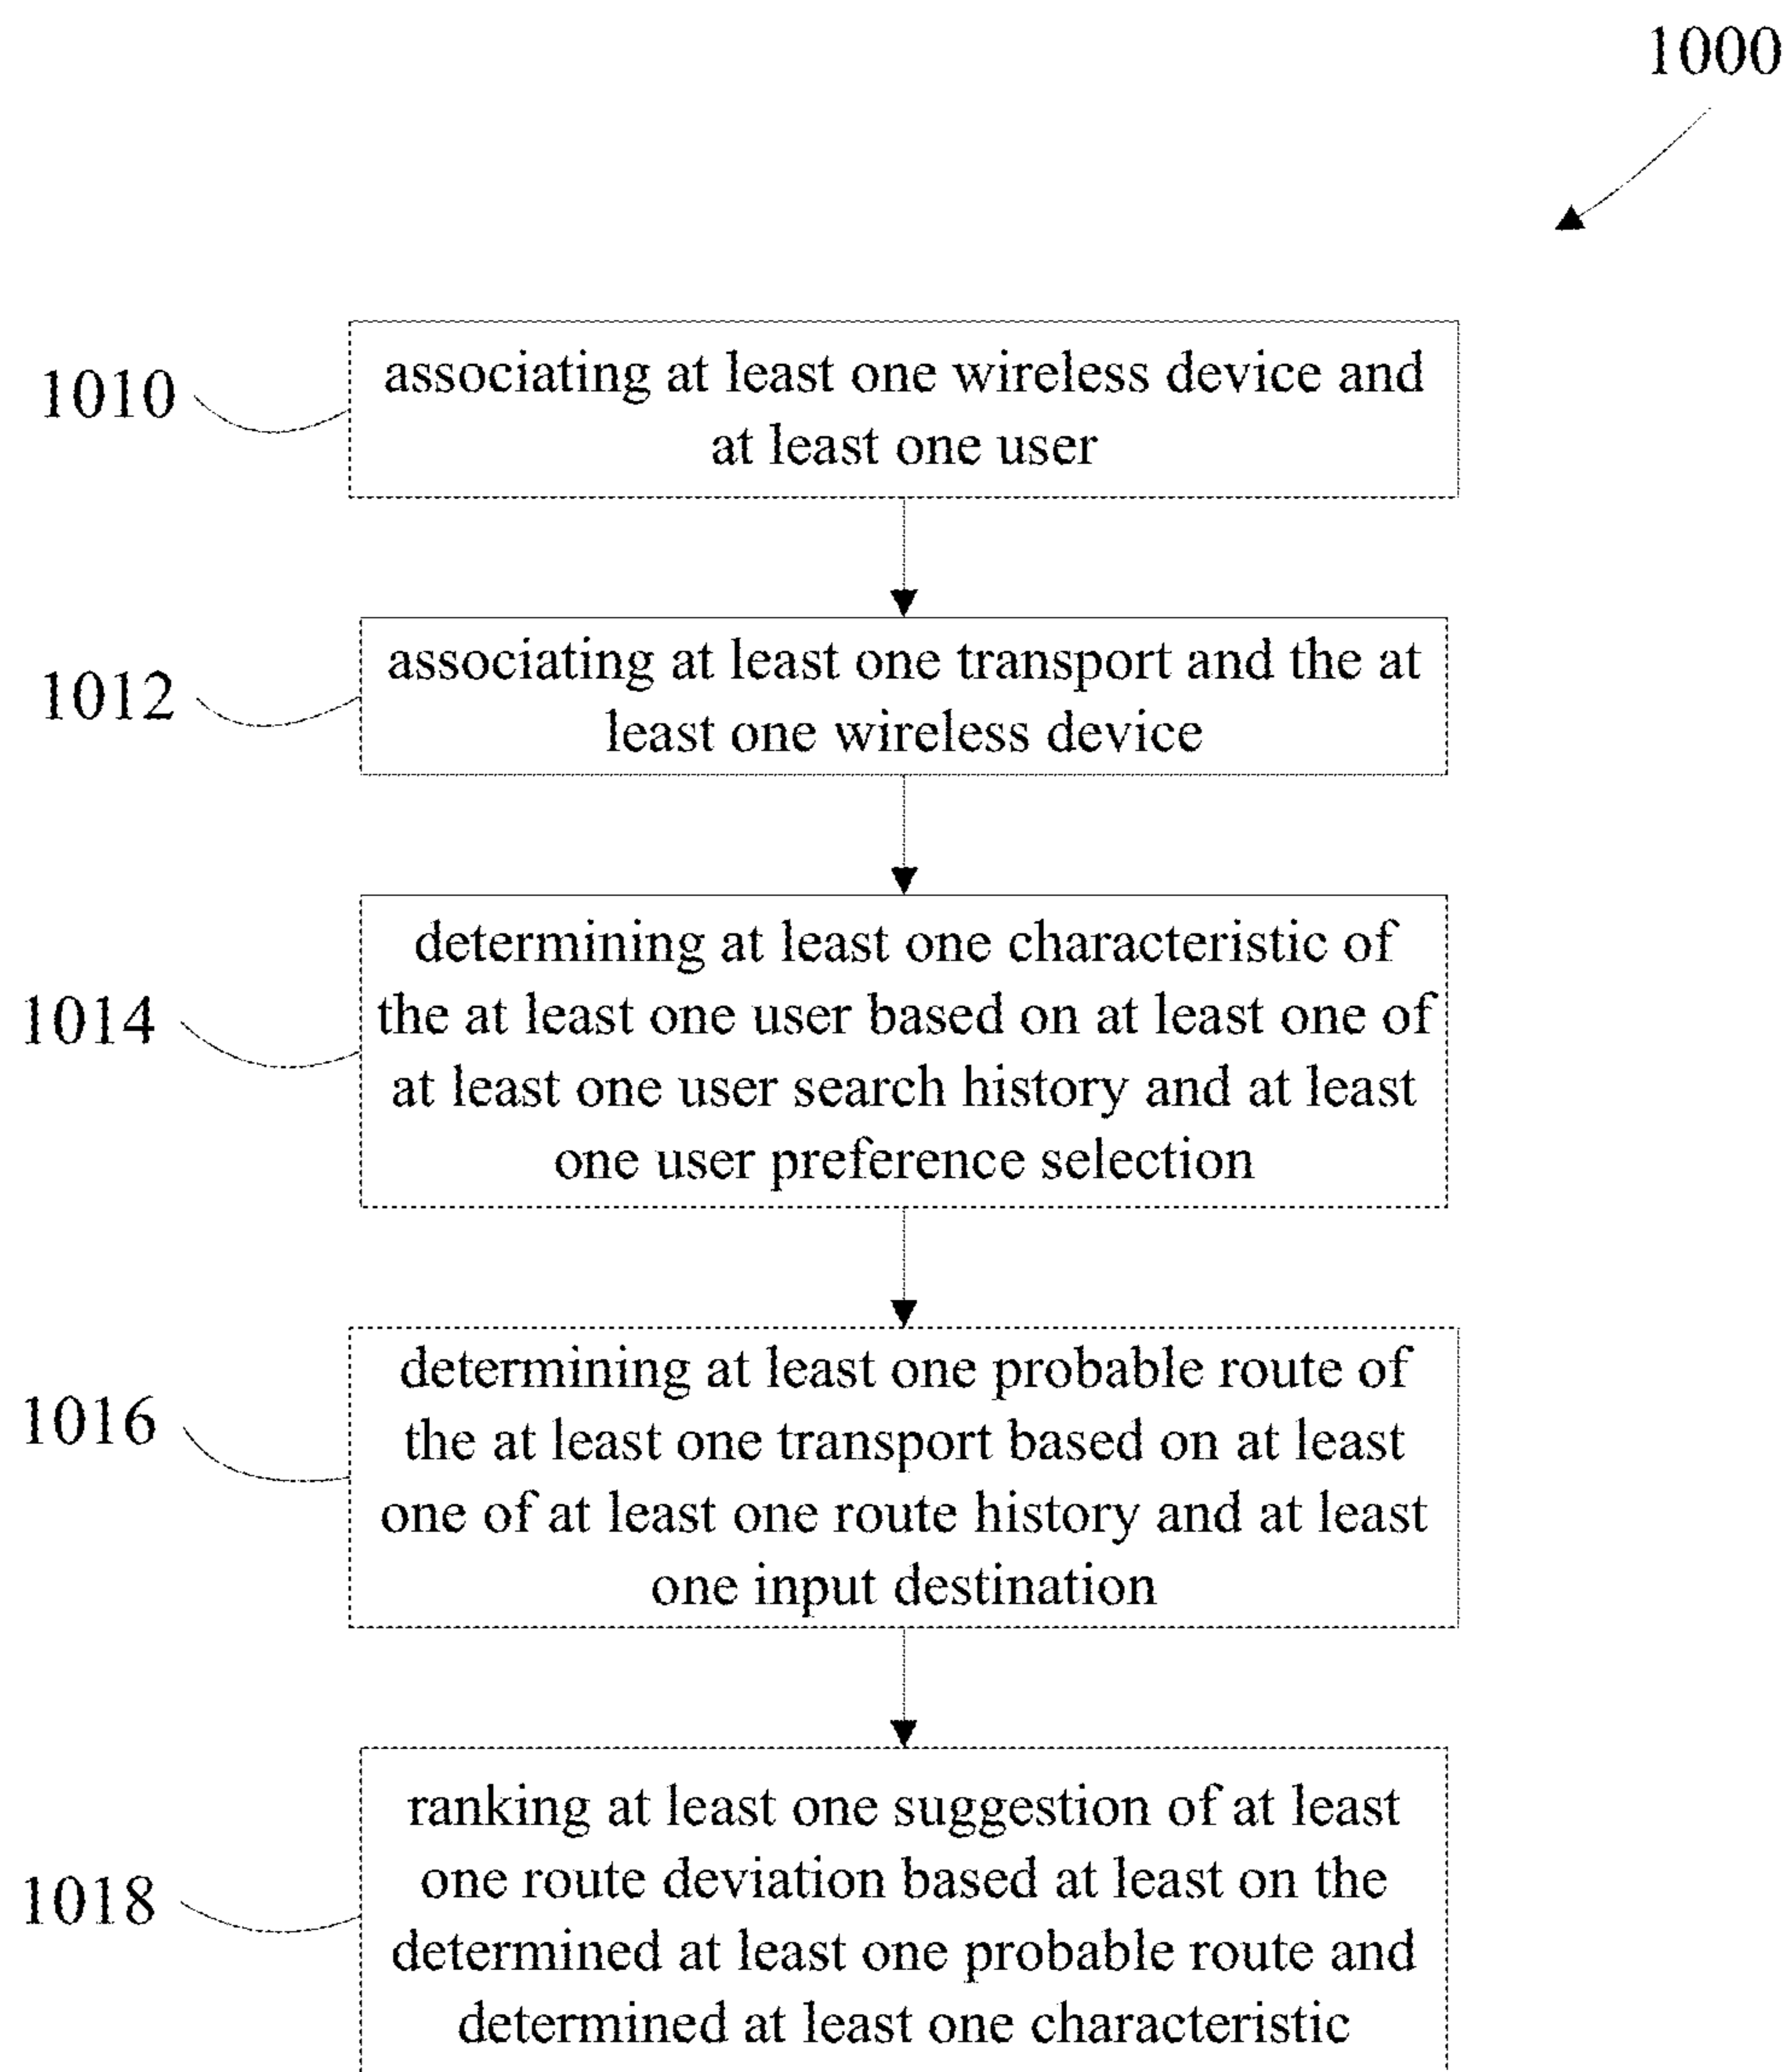 1000
1010
associating at least one wireless device and
at least one user
1012
associating at least one transport and the at
least one wireless device
1014
determining at least one characteristic of
the at least one user based on at least one of
at least one user search history and at least
one user preference selection
1016
determining at least one probable route of
the at least one transport based on at least
one of at least one route history and at least
one input destination
1018
ranking at least one suggestion of at least
one route deviation based at least on the
determined at least one probable route and
determined at least one characteristic